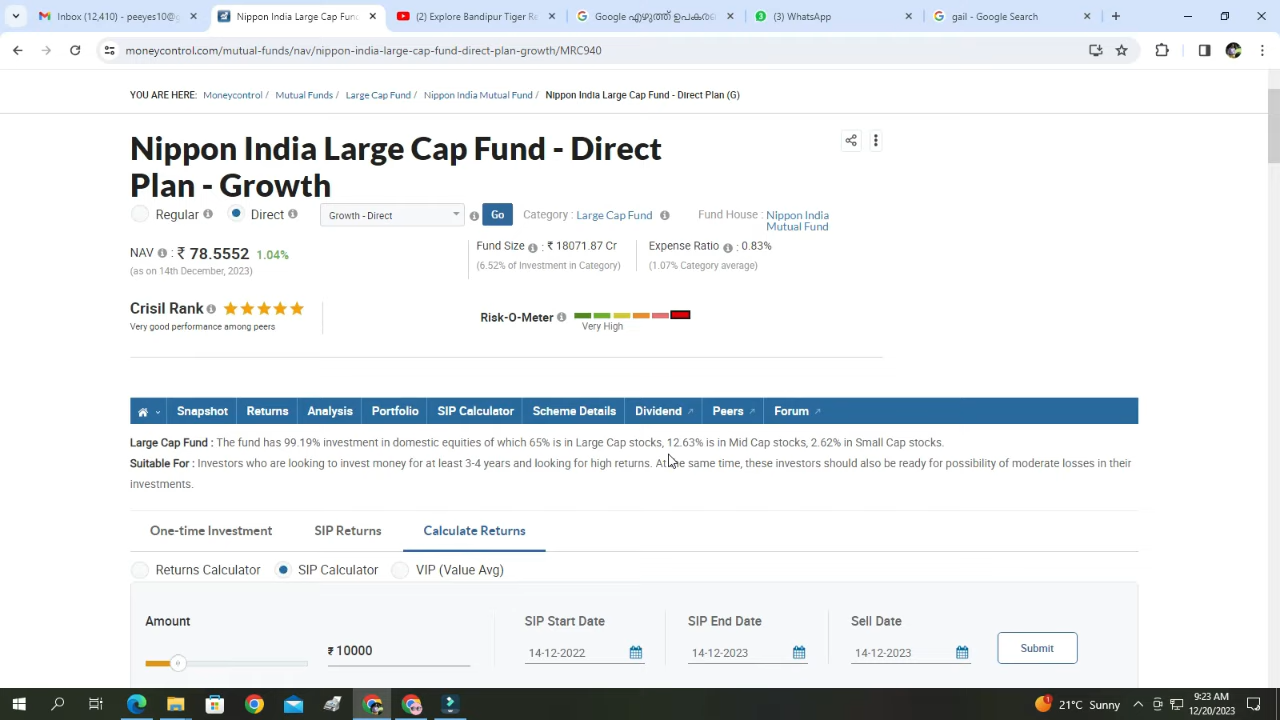 Inbox (12,410) - peeyes10@g
Nippon India Large Cap Fun
(2) Explore Bandipur Tiger Re
Google എഴുത്ത് ഉപകര
(3) WhatsApp
gail - Google Search
moneycontrol.com/mutual-funds/nav/nippon-india-large-cap-fund-direct-plan-growth/MRC940
YOU ARE HERE: Moneycontrol / Mutual Funds / Large Cap Fund / Nippon India Mutual Fund / Nippon India Large Cap Fund - Direct Plan (G)
Nippon India Large Cap Fund - Direct
Plan - Growth
Regular Direct Growth - Direct Go Category : Large Cap Fund Fund House : Nippon India
Mutual Fund
NAV : ₹ 78.5552 1.04% Fund Size : ₹ 18071.87 Cr Expense Ratio : 0.83%
(as on 14th December, 2023) (6.52% of Investment in Category) (1.07% Category average)
Crisil Rank Risk-O-Meter
Very good performance among peers Very High
Snapshot Returns Analysis Portfolio SIP Calculator Scheme Details Dividend Peers Forum
Large Cap Fund : The fund has 99.19% investment in domestic equities of which 65% is in Large Cap stocks, 12.63% is in Mid Cap stocks, 2.62% in Small Cap stocks.
Suitable For : Investors who are looking to invest money for at least 3-4 years and looking for high returns. At the same time, these investors should also be ready for possibility of moderate losses in their
investments.
One-time Investment SIP Returns Calculate Returns
Returns Calculator SIP Calculator VIP (Value Avg)
Amount SIP Start Date SIP End Date Sell Date
₹ 10000 14-12-2022 14-12-2023 14-12-2023 Submit
21°C Sunny
9:23 AM
12/20/2023